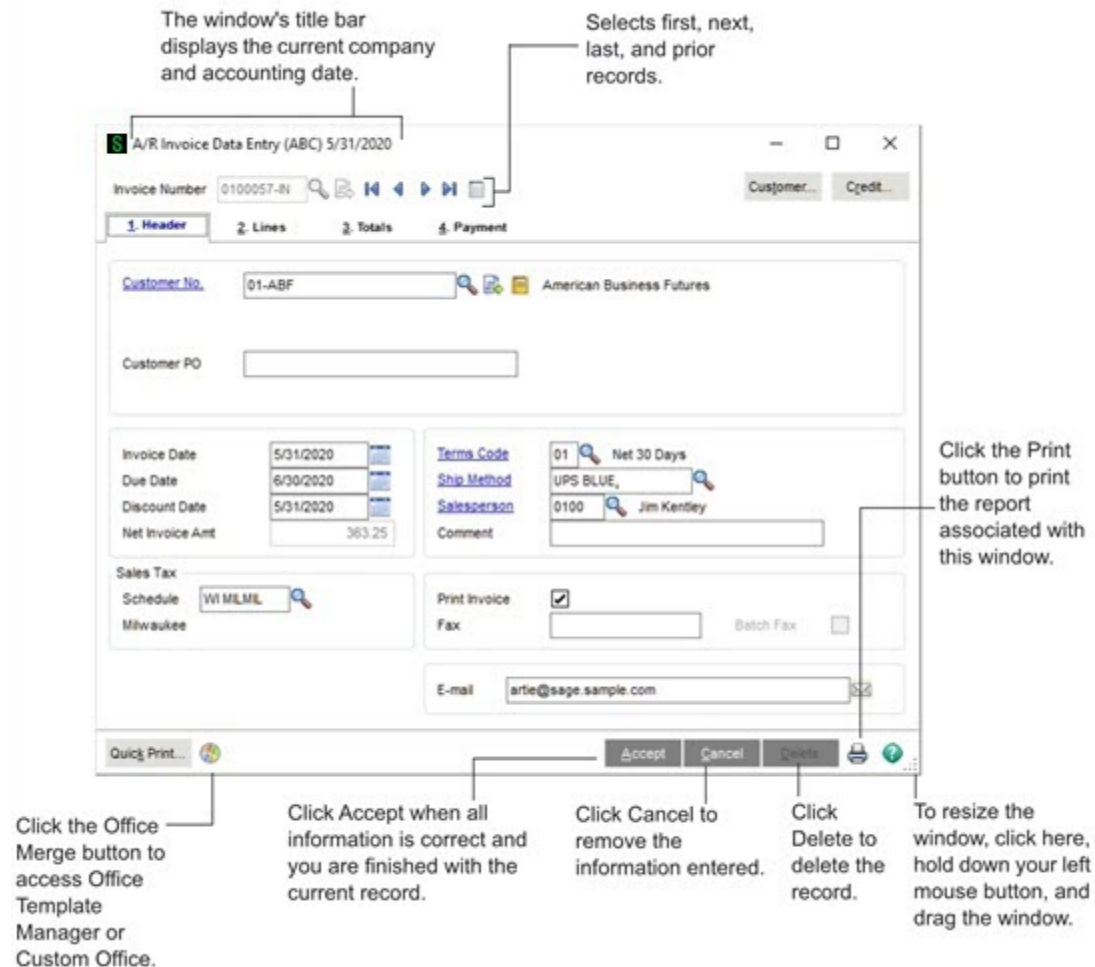 The window's title bar
displays the current company
and accounting date.
Selects first, next,
last, and prior
records.
S A/R Invoice Data Entry (ABC) 5/31/2020
Invoice Number 0100057-IN Customer... Credit...
1. Header 2. Lines 3. Totals 4. Payment
Customer No. 01-ABF American Business Futures
Customer PO
Invoice Date 5/31/2020
Due Date 6/30/2020
Discount Date 5/31/2020
Net Invoice Amt 363.25
Terms Code 01 Net 30 Days
Ship Method UPS BLUE
Salesperson 0100 Jim Kentley
Comment
Sales Tax
Schedule WI MILMIL
Milwaukee
Print Invoice
Fax Batch Fax
E-mail artie@sage.sample.com
Quick Print... Accept Cancel Delete
Click the Print
button to print
the report
associated with
this window.
Click the Office
Merge button to
access Office
Template
Manager or
Custom Office.
Click Accept when all
information is correct and
you are finished with the
current record.
Click Cancel to
remove the
information entered.
Click
Delete to
delete the
record.
To resize the
window, click here,
hold down your left
mouse button, and
drag the window.